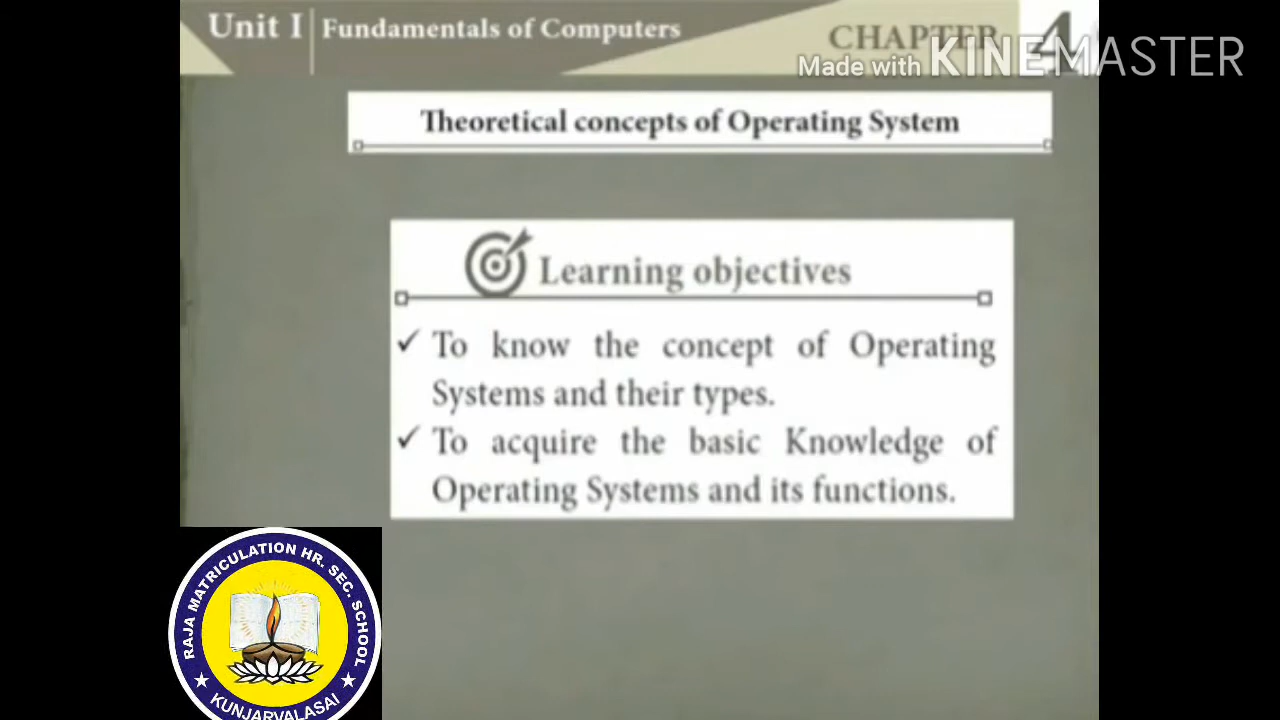 Unit I Fundamentals of Computers
CHAPTER 4
Made with KINEMASTER
Theoretical concepts of Operating System
Learning objectives
✓ To know the concept of Operating
Systems and their types.
✓ To acquire the basic Knowledge of
Operating Systems and its functions.
RAJA MATRICULATION HR. SEC. SCHOOL
★ KUNJARVALASAI ★